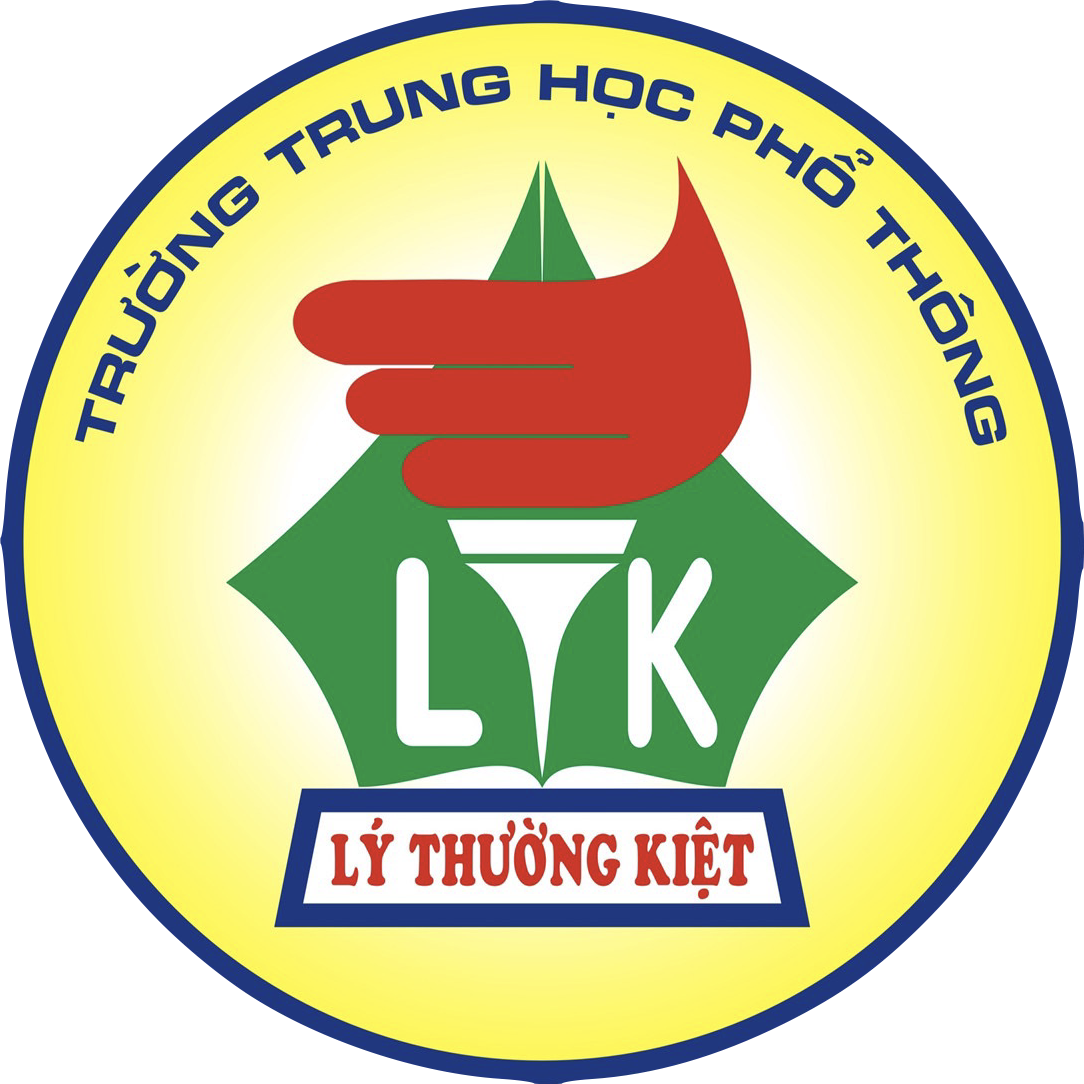 TRƯỜNG TRUNG HỌC PHỔ THÔNG
L K
LÝ THƯỜNG KIỆT